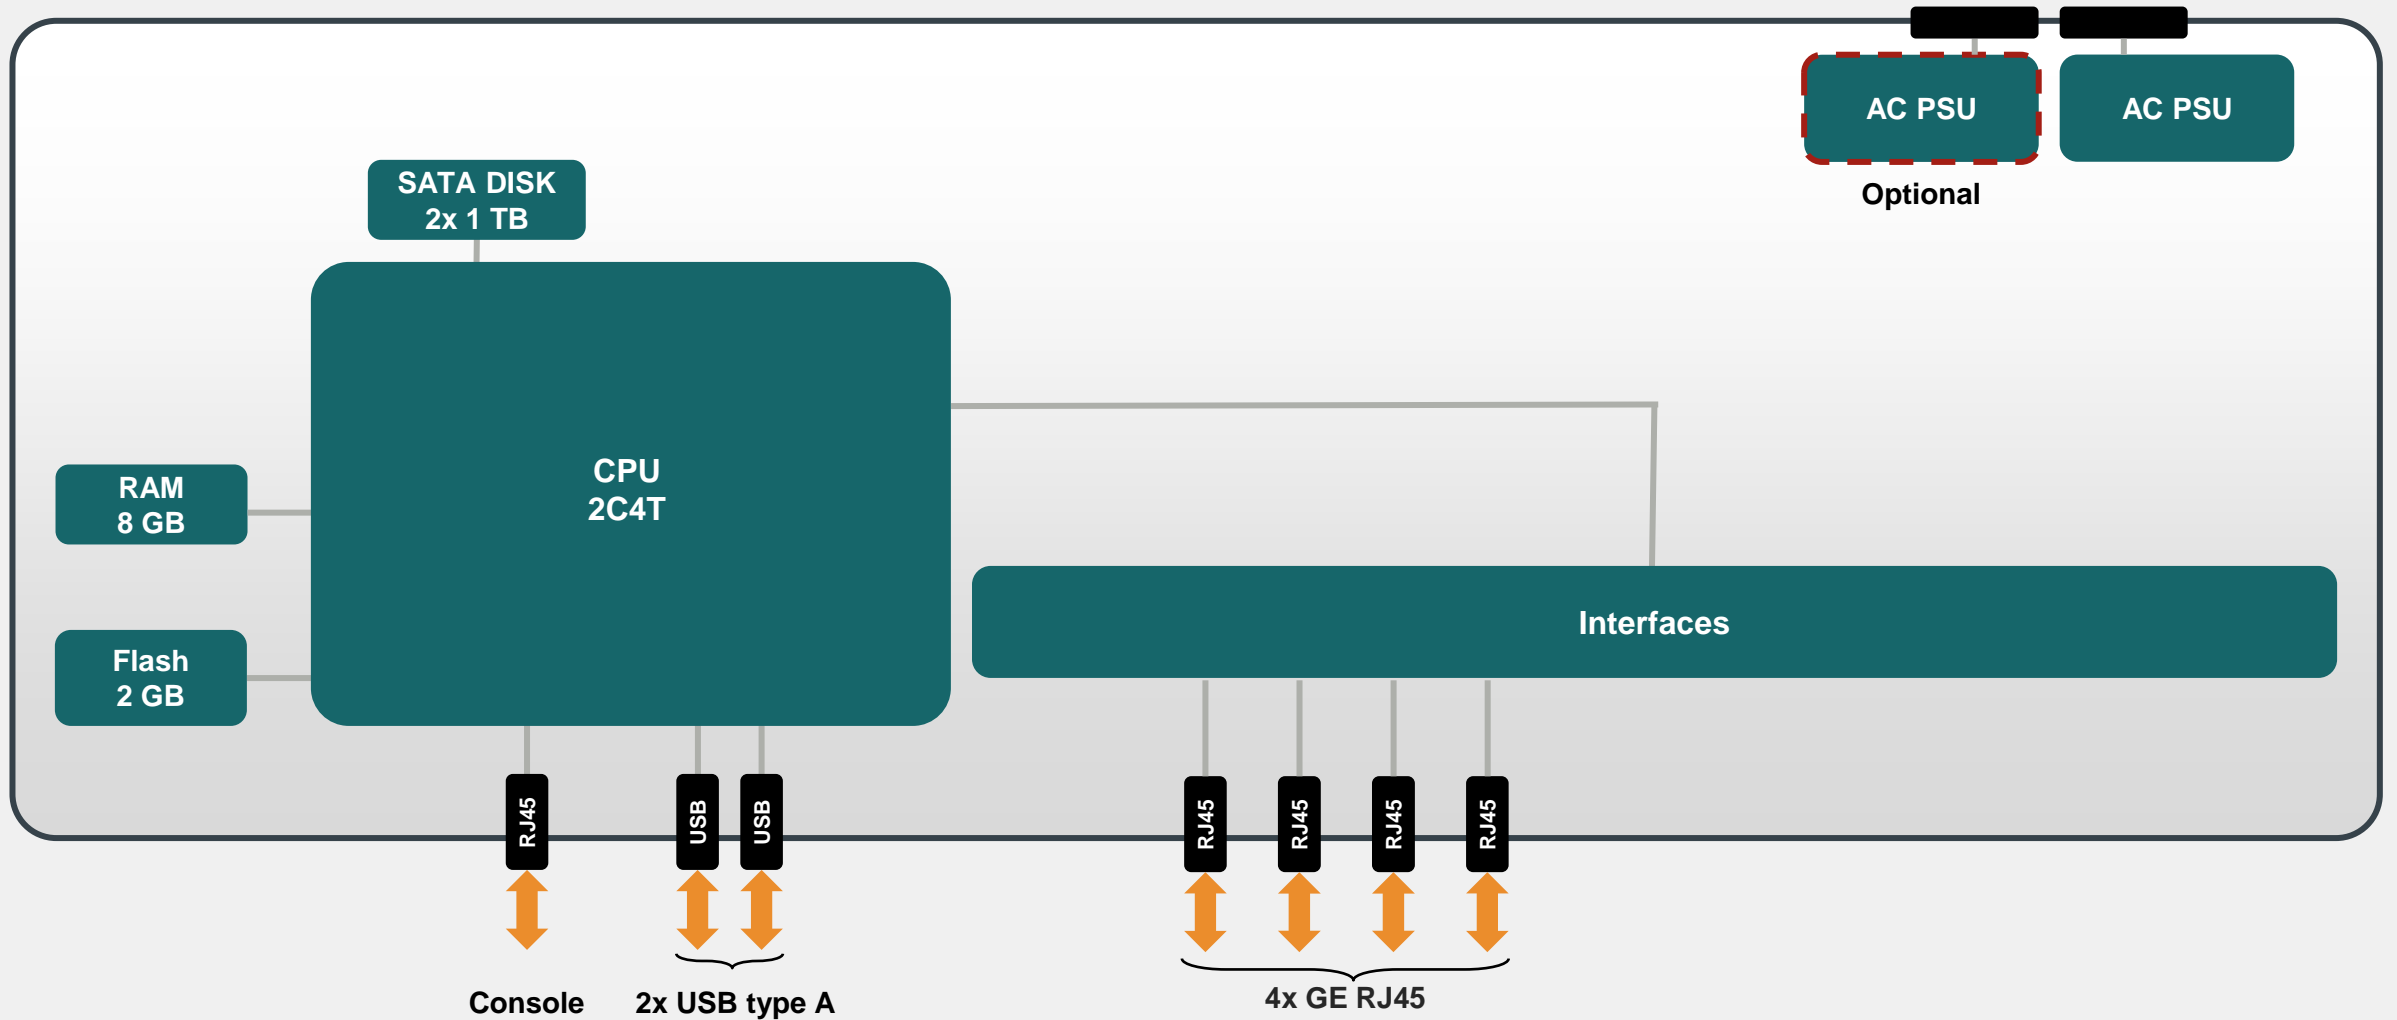 AC PSU
AC PSU
Optional
SATA DISK
2x 1 TB
CPU
2C4T
RAM
8 GB
Flash
2 GB
Interfaces
RJ45
USB
USB
RJ45
RJ45
RJ45
RJ45
Console
2x USB type A
4x GE RJ45